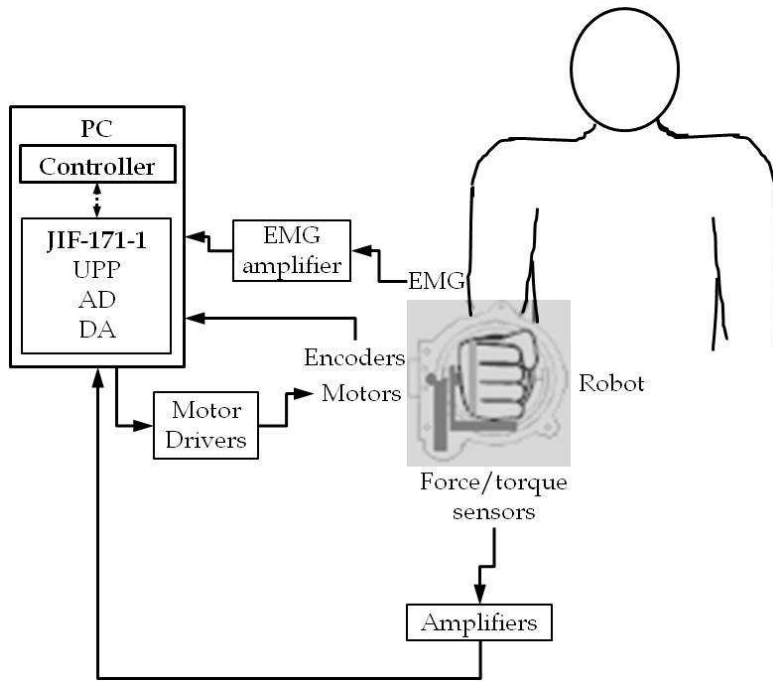 PC
Controller
JIF-171-1
UPP
AD
DA
EMG
amplifier
EMG
Encoders
Motors
Motor
Drivers
Robot
Force/torque
sensors
Amplifiers